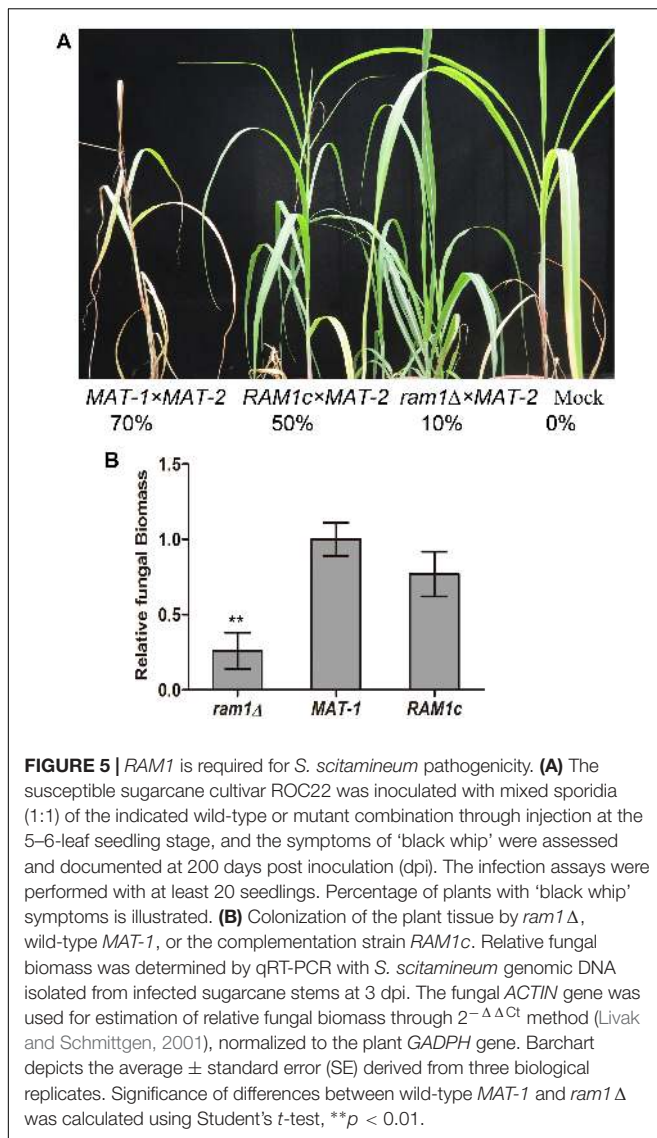 A
MAT-1×MAT-2 RAM1c×MAT-2 ram1Δ×MAT-2 Mock
70% 50% 10% 0%
B
Relative fungal Biomass
1.5
1.0
0.5
0.0
**
ram1Δ MAT-1 RAM1c
FIGURE 5 | RAM1 is required for S. scitamineum pathogenicity. (A) The
susceptible sugarcane cultivar ROC22 was inoculated with mixed sporidia
(1:1) of the indicated wild-type or mutant combination through injection at the
5–6-leaf seedling stage, and the symptoms of ‘black whip’ were assessed
and documented at 200 days post inoculation (dpi). The infection assays were
performed with at least 20 seedlings. Percentage of plants with ‘black whip’
symptoms is illustrated. (B) Colonization of the plant tissue by ram1Δ,
wild-type MAT-1, or the complementation strain RAM1c. Relative fungal
biomass was determined by qRT-PCR with S. scitamineum genomic DNA
isolated from infected sugarcane stems at 3 dpi. The fungal ACTIN gene was
used for estimation of relative fungal biomass through 2−ΔΔCt method (Livak
and Schmittgen, 2001), normalized to the plant GADPH gene. Barchart
depicts the average ± standard error (SE) derived from three biological
replicates. Significance of differences between wild-type MAT-1 and ram1Δ
was calculated using Student’s t-test, **p < 0.01.